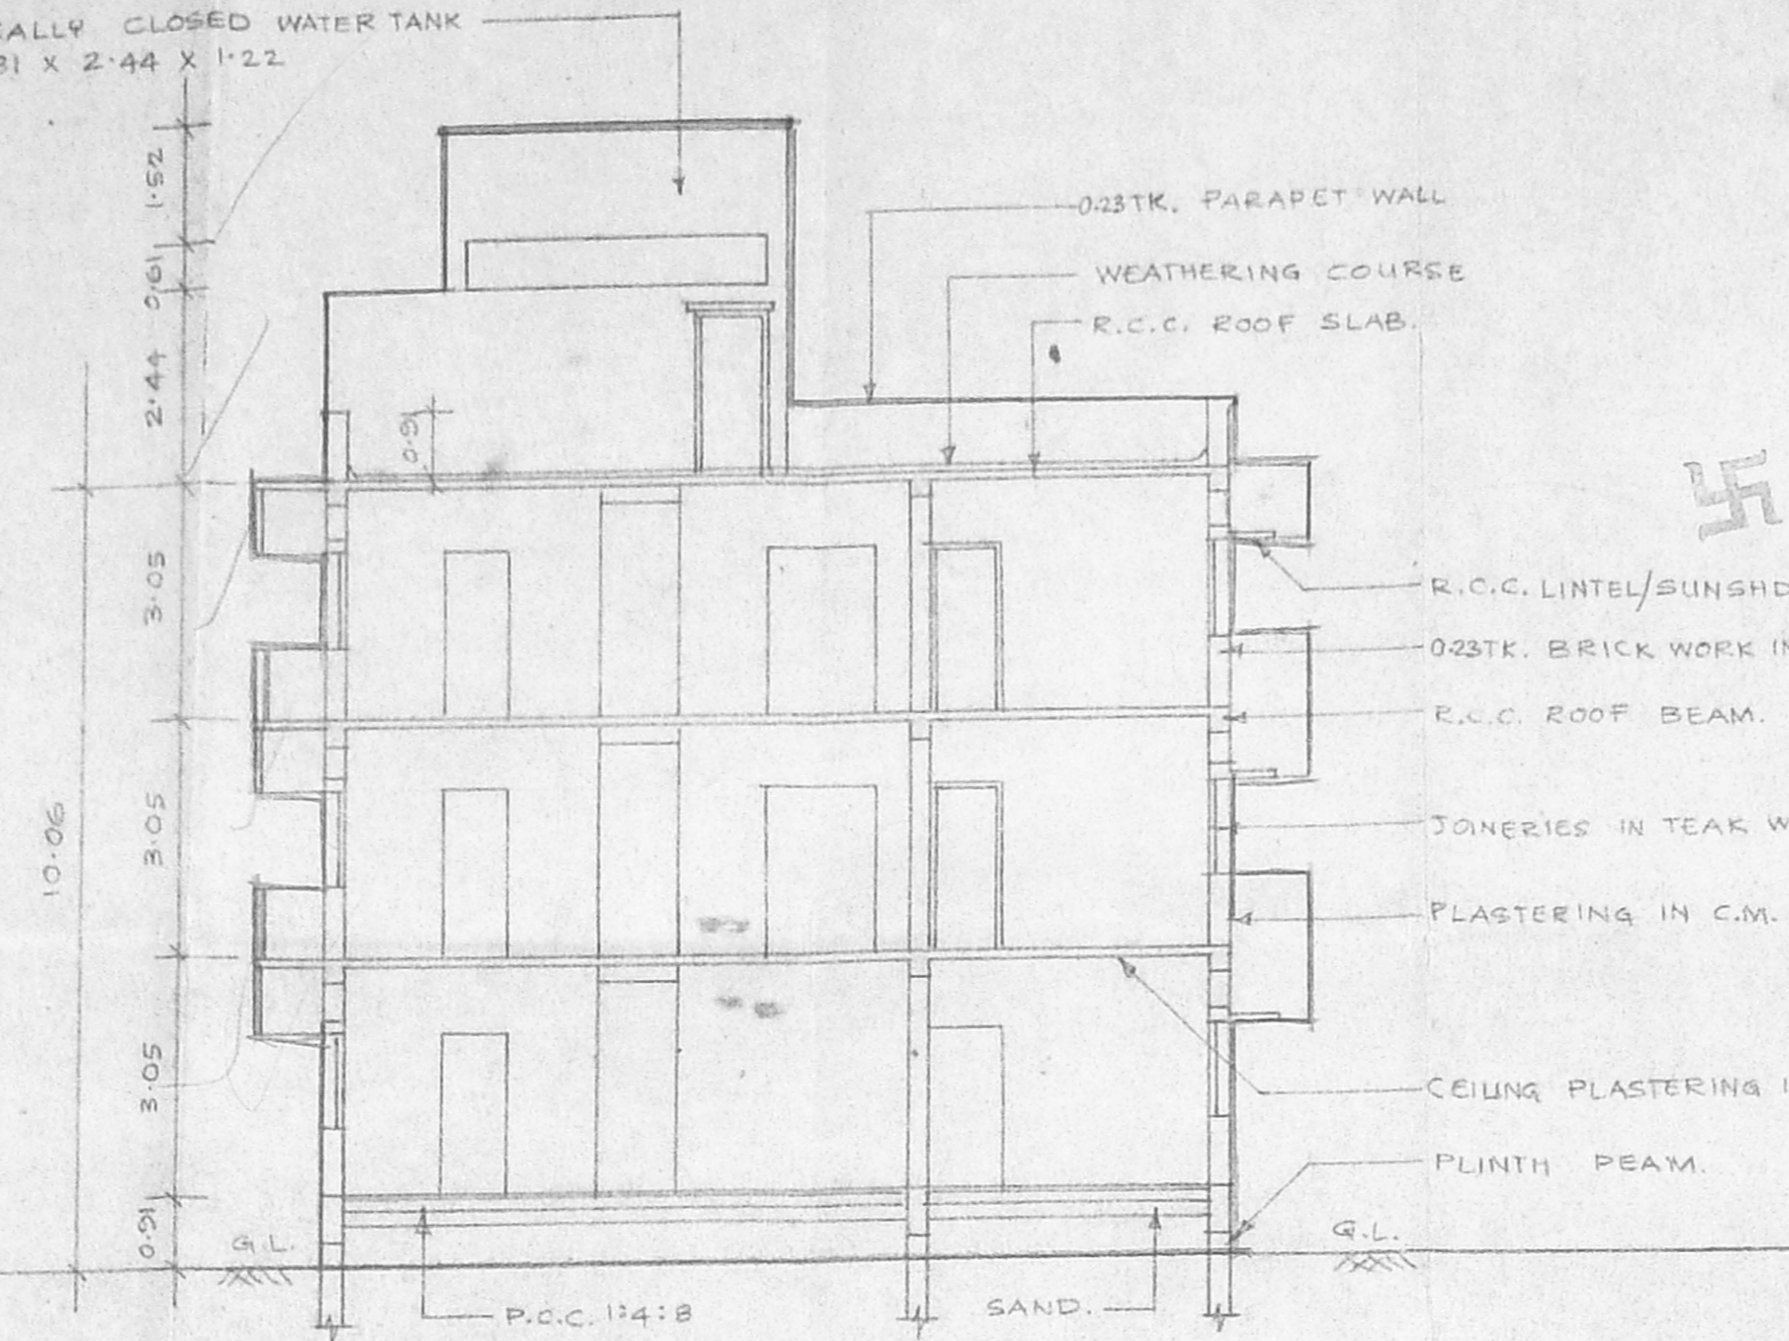 CALLY CLOSED WATER TANK
31 X 2.44 X 1.22
1.52
0.23TK. PARAPET WALL
0.61
WEATHERING COURSE
R.C.C. ROOF SLAB.
2.44
0.91
3.05
R.C.C. LINTEL/SUNSHD
0.23TK. BRICK WORK IN
R.C.C. ROOF BEAM.
10.06
3.05
JOINERIES IN TEAK W
PLASTERING IN C.M.
3.05
CEILING PLASTERING I
PLINTH BEAM.
0.91
G.L.
G.L.
P.C.C. 1:4:8
SAND.